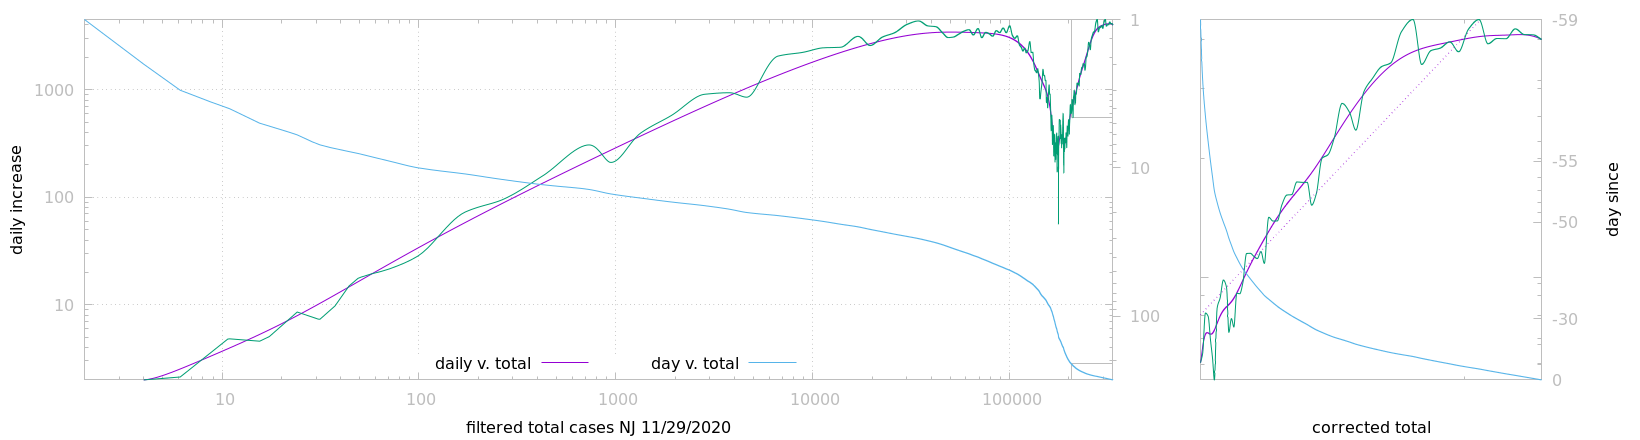 1
-59
1000
10
-55
daily increase
100
-50
day since
10
100
-30
daily v. total
day v. total
0
10
100
1000
10000
100000
filtered total cases NJ 11/29/2020
corrected total